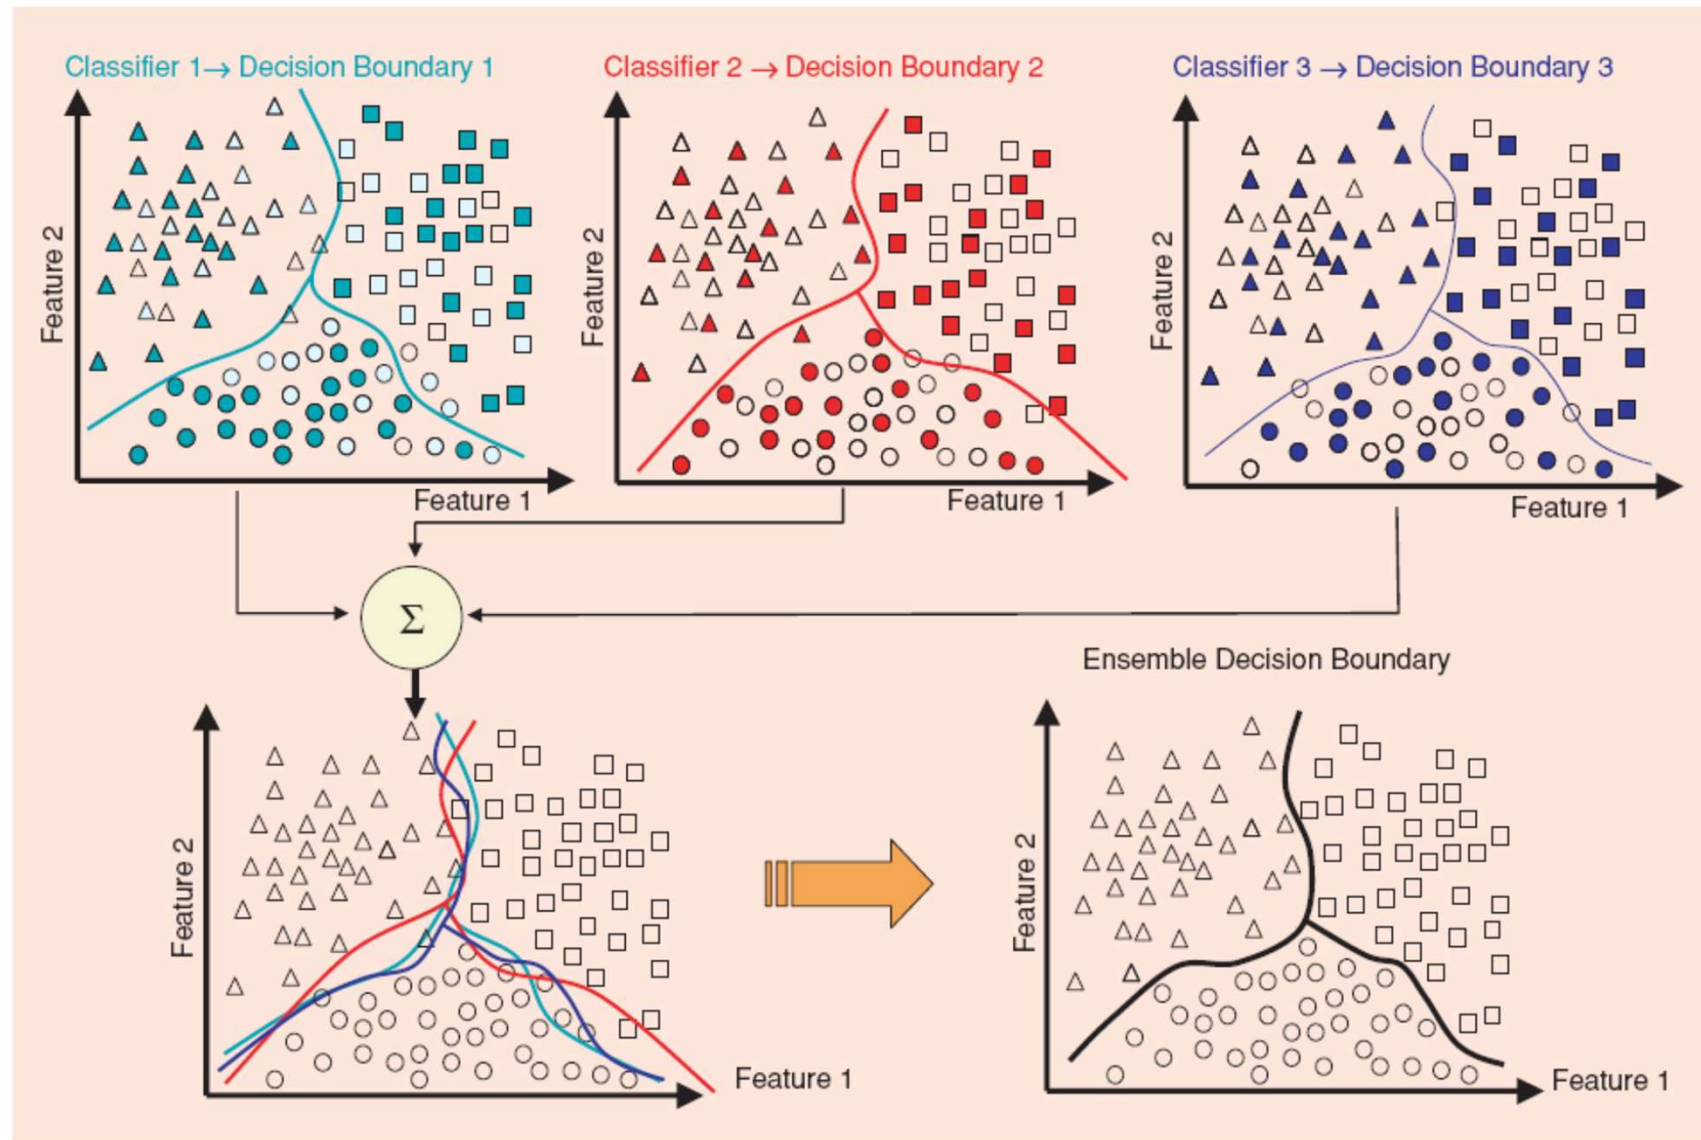 Classifier 1→ Decision Boundary 1
Classifier 2 → Decision Boundary 2
Classifier 3 → Decision Boundary 3
Feature 2
Feature 1
Feature 2
Feature 1
Feature 2
Feature 1
Σ
Ensemble Decision Boundary
Feature 2
Feature 1
Feature 2
Feature 1